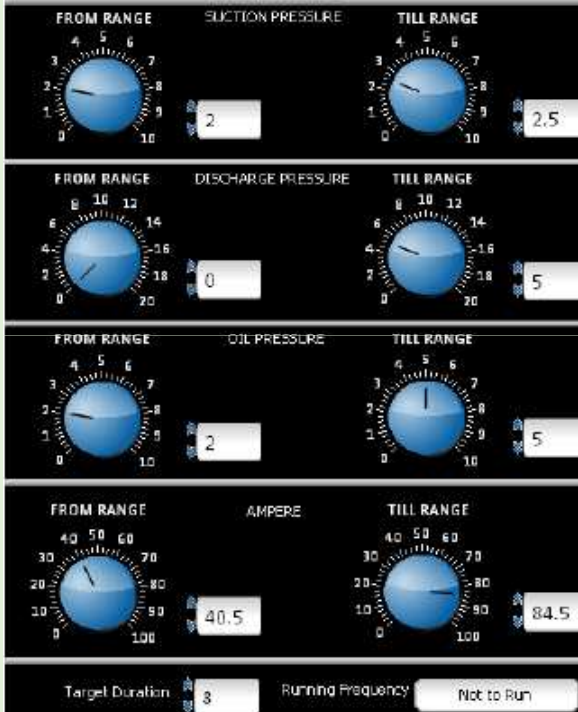 FROM RANGE SUCTION PRESSURE TILL RANGE
0 1 2 3 4 5 6 7 8 9 10 2 0 1 2 3 4 5 6 7 8 9 10 2.5
FROM RANGE DISCHARGE PRESSURE TILL RANGE
0 2 4 6 8 10 12 14 16 18 20 0 0 2 4 6 8 10 12 14 16 18 20 5
FROM RANGE OIL PRESSURE TILL RANGE
0 1 2 3 4 5 6 7 8 9 10 2 0 1 2 3 4 5 6 7 8 9 10 5
FROM RANGE AMPERE TILL RANGE
0 10 20 30 40 50 60 70 80 90 100 40.5 0 10 20 30 40 50 60 70 80 90 100 84.5
Target Duration 8 Running Frequency Not to Run